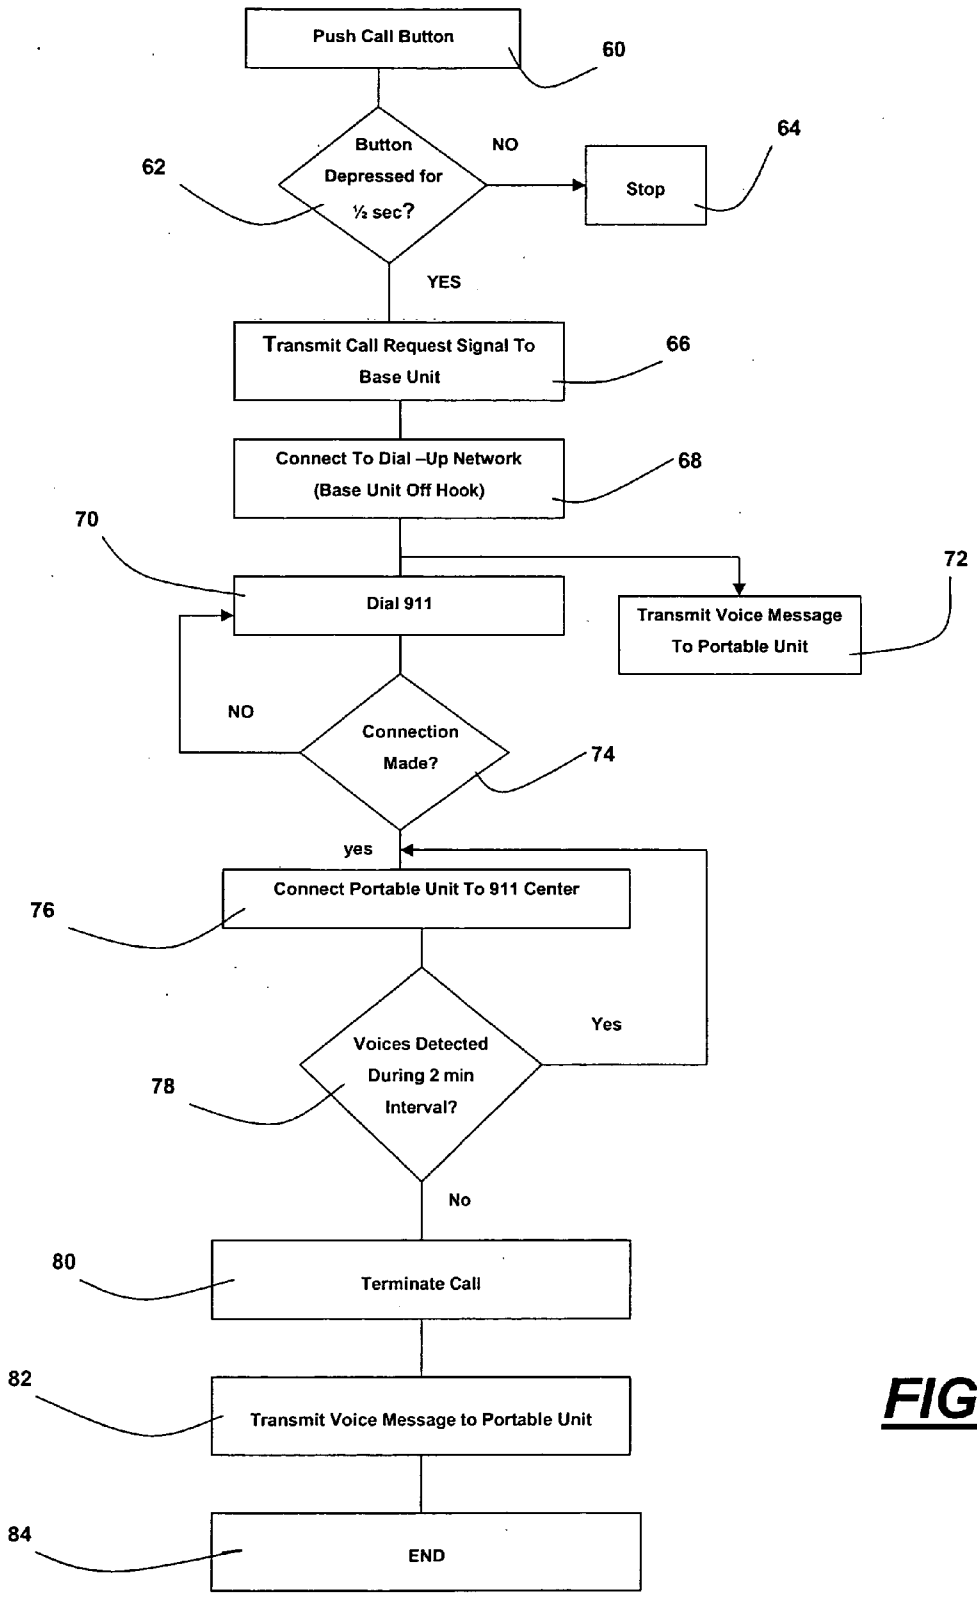 Push Call Button
60
Button
Depressed for
½ sec?
NO
62
64
Stop
YES
Transmit Call Request Signal To
Base Unit
66
Connect To Dial –Up Network
(Base Unit Off Hook)
68
70
Dial 911
72
Transmit Voice Message
To Portable Unit
NO
Connection
Made?
74
yes
Connect Portable Unit To 911 Center
76
Yes
Voices Detected
During 2 min
Interval?
78
No
80
Terminate Call
82
Transmit Voice Message to Portable Unit
FIG
84
END